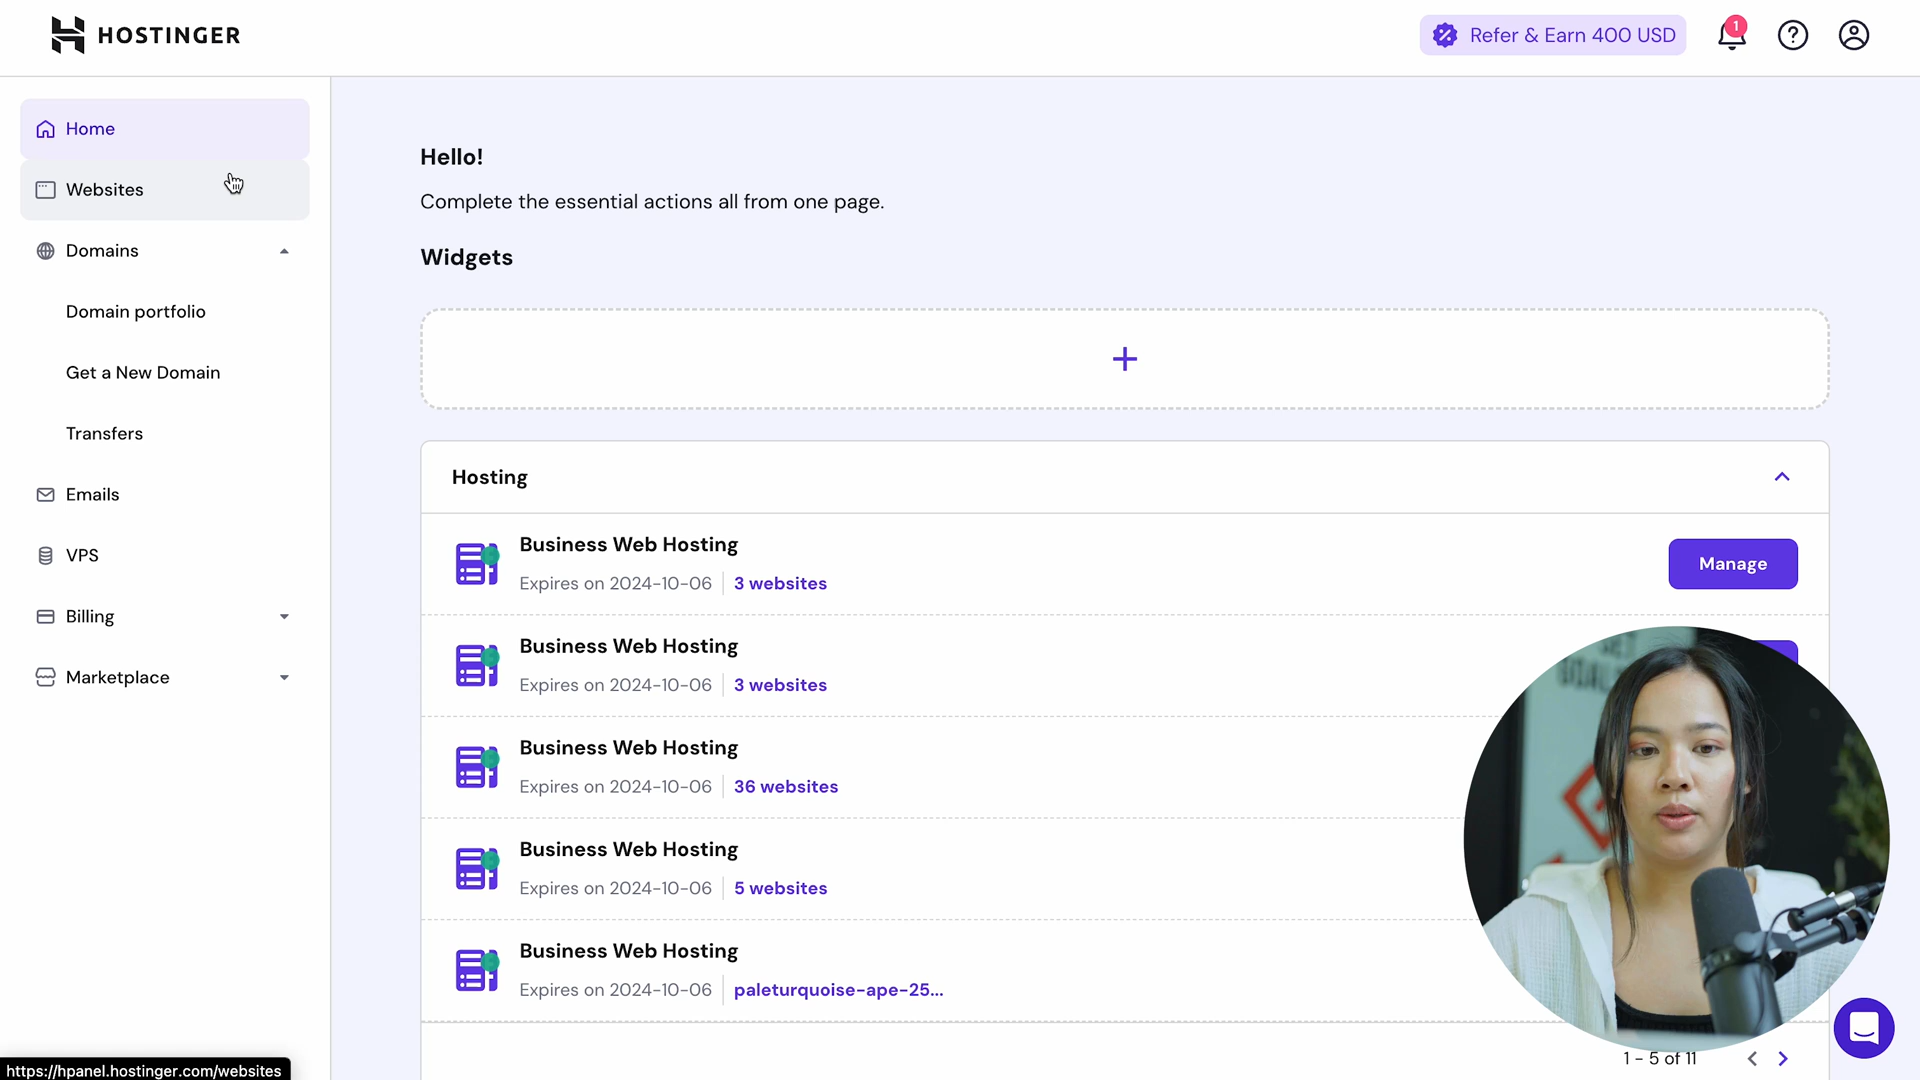 HOSTINGER
Refer & Earn 400 USD
1
Home
Websites
Domains
Domain portfolio
Get a New Domain
Transfers
Emails
VPS
Billing
Marketplace
Hello!
Complete the essential actions all from one page.
Widgets
Hosting
Business Web Hosting
Expires on 2024-10-06 3 websites
Manage
Business Web Hosting
Expires on 2024-10-06 3 websites
Business Web Hosting
Expires on 2024-10-06 36 websites
Business Web Hosting
Expires on 2024-10-06 5 websites
Business Web Hosting
Expires on 2024-10-06 paleturquoise-ape-25...
1 - 5 of 11
https://hpanel.hostinger.com/websites